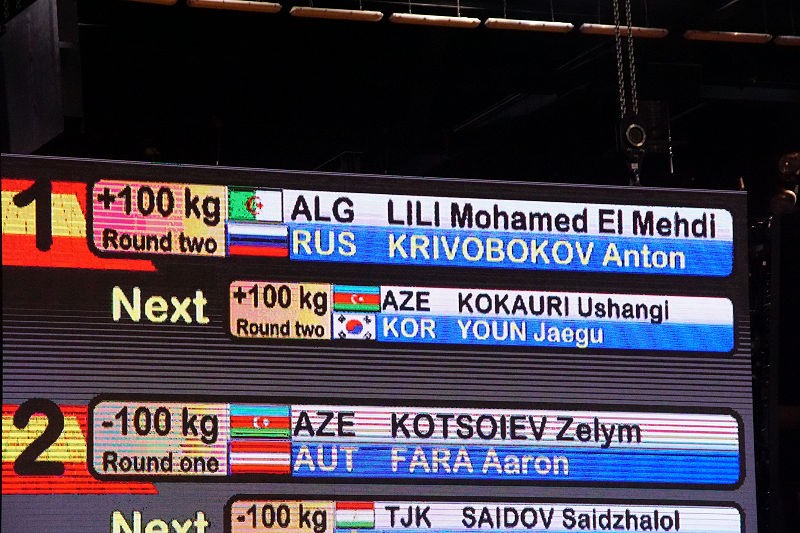 1 +100 kg ALG LILI Mohamed El Mehdi
Round two RUS KRIVOBOKOV Anton
Next +100 kg AZE KOKAURI Ushangi
Round two KOR YOUN Jaegu
2 -100 kg AZE KOTSOIEV Zelym
Round one AUT FARA Aaron
Next -100 kg TJK SAIDOV Saidzhalol